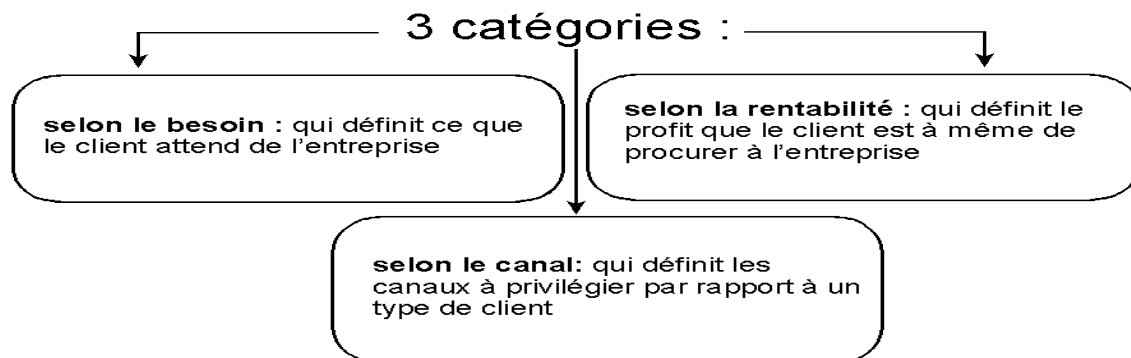 3 catégories :
selon le besoin : qui définit ce que
le client attend de l'entreprise
selon la rentabilité : qui définit le
profit que le client est à même de
procurer à l'entreprise
selon le canal: qui définit les
canaux à privilégier par rapport à un
type de client